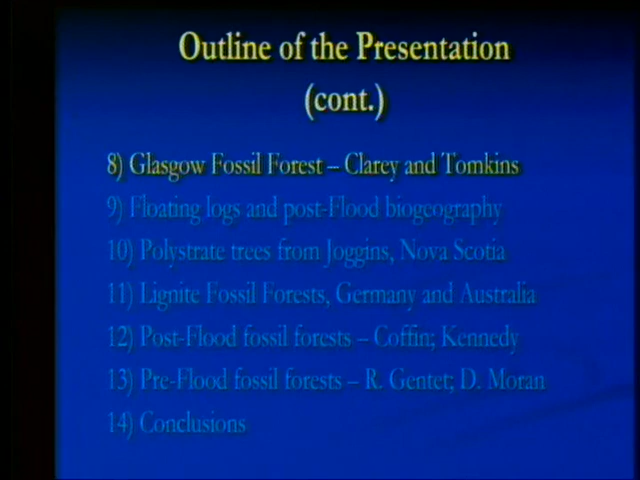 Outline of the Presentation
(cont.)
8) Glasgow Fossil Forest – Clarey and Tomkins
9) Floating logs and post-Flood biogeography
10) Polystrate trees from Joggins, Nova Scotia
11) Lignite Fossil Forests, Germany and Australia
12) Post-Flood fossil forests – Coffin; Kennedy
13) Pre-Flood fossil forests – R. Gentet; D. Moran
14) Conclusions